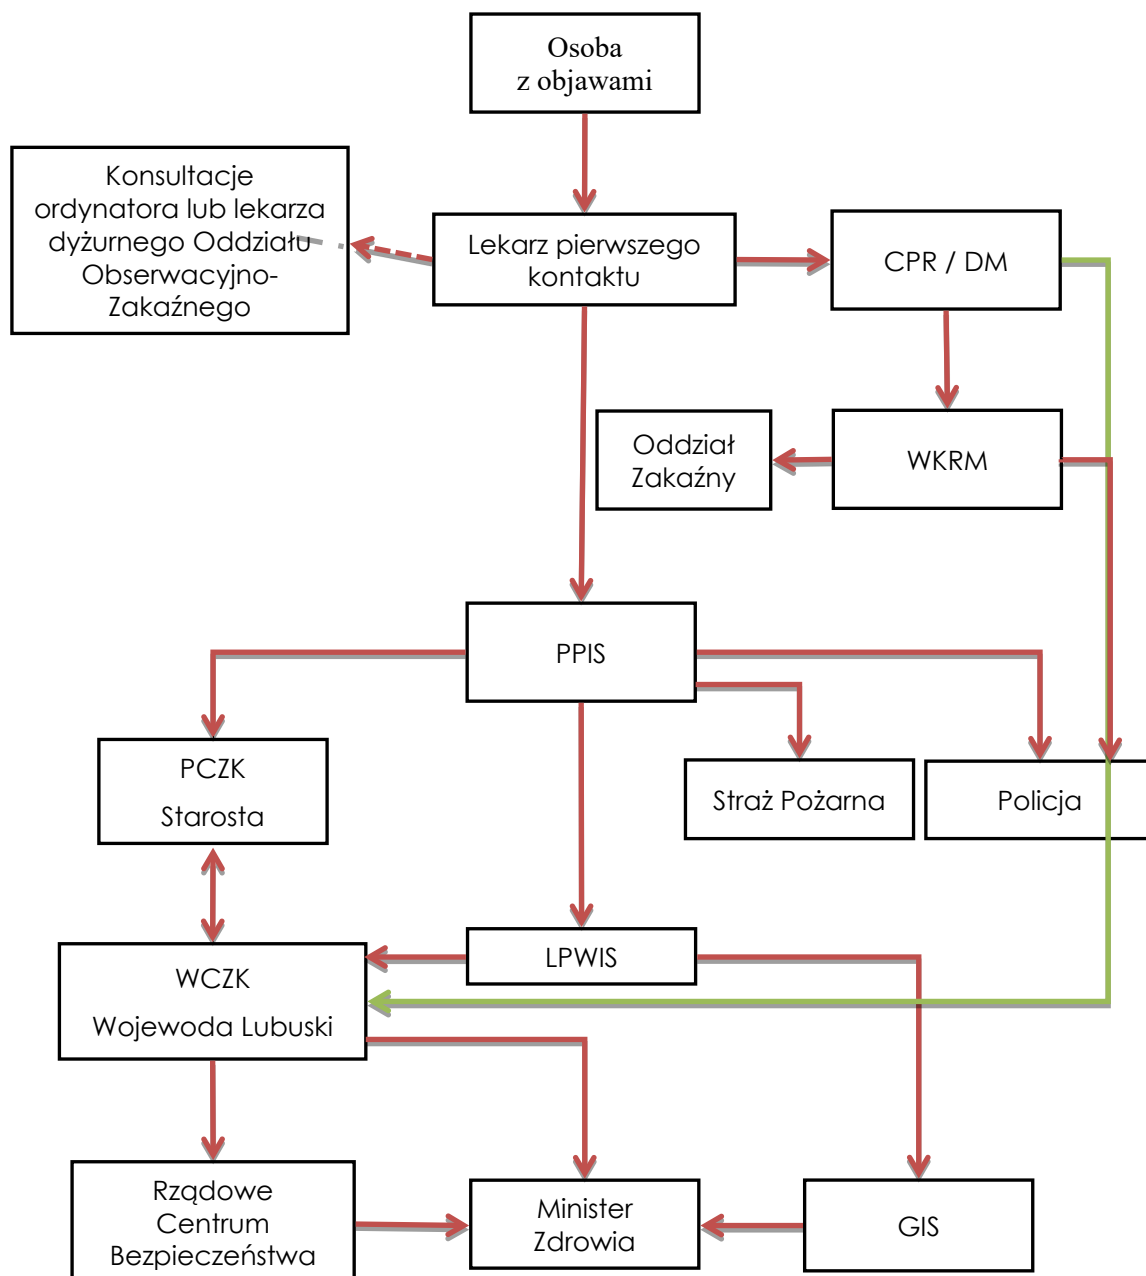 Osoba
z objawami
Konsultacje
ordynatora lub lekarza
dyżurnego Oddziału
Obserwacyjno-
Zakaźnego
Lekarz pierwszego
kontaktu
CPR / DM
Oddział
Zakaźny
WKRM
PPIS
PCZK
Starosta
Straż Pożarna
Policja
WCZK
Wojewoda Lubuski
LPWIS
Rządowe
Centrum
Bezpieczeństwa
Minister
Zdrowia
GIS